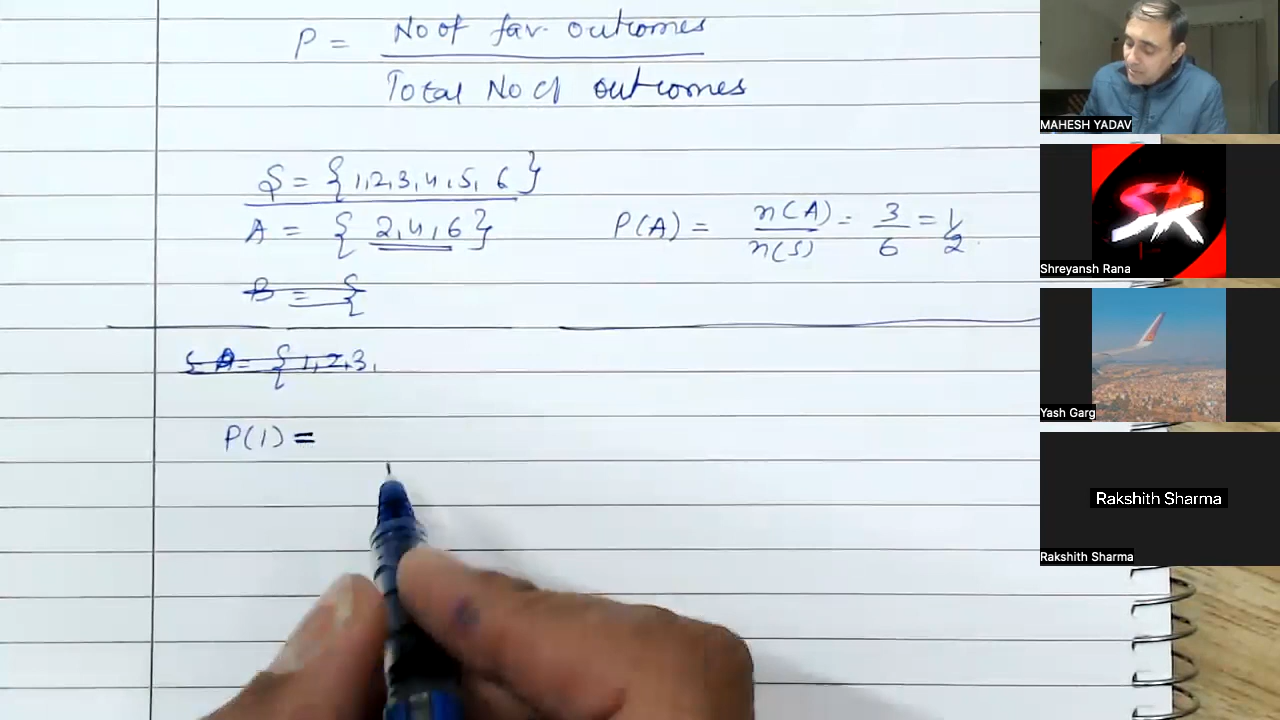 P = No of fav. outcomes
Total No of outcomes
S = {1,2,3,4,5,6}
A = {2,4,6}
P(A) = n(A) = 3 = 1
n(S) 6 2
B = {
A = {1,2,3,
P(1) =
MAHESH YADAV
SR
Shreyansh Rana
Yash Garg
Rakshith Sharma
Rakshith Sharma